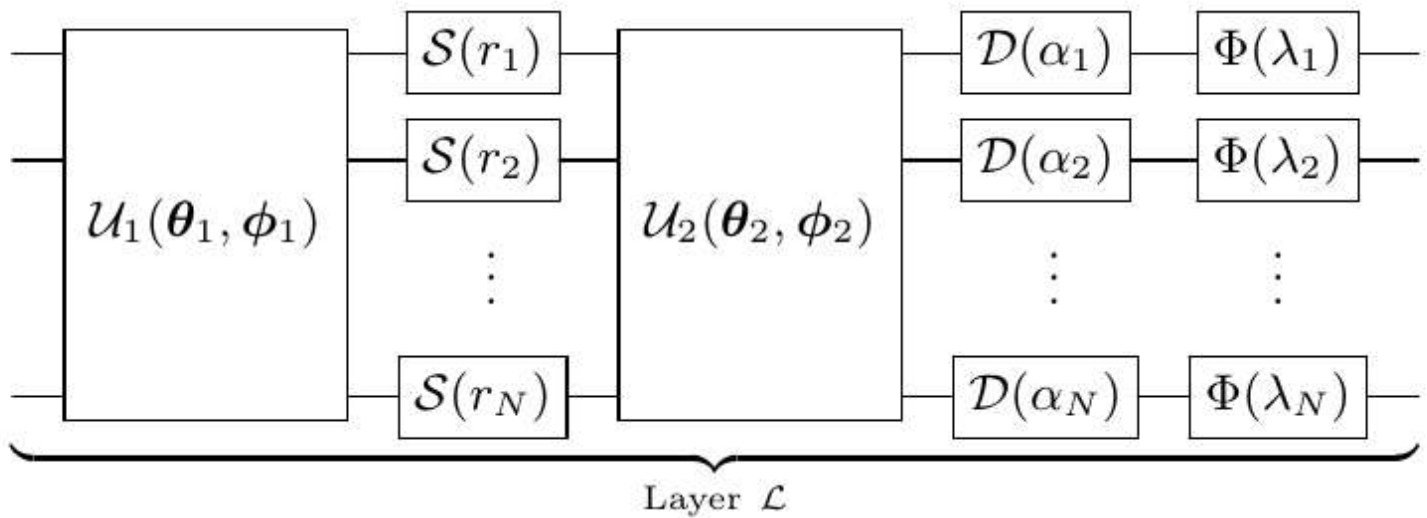 𝒮(r₁) 𝒟(α₁) Φ(λ₁)
𝒮(r₂) 𝒟(α₂) Φ(λ₂)
𝒰₁(𝜽₁, 𝝓₁) 𝒰₂(𝜽₂, 𝝓₂)
⋮ ⋮ ⋮
𝒮(r_N) 𝒟(α_N) Φ(λ_N)
Layer ℒ